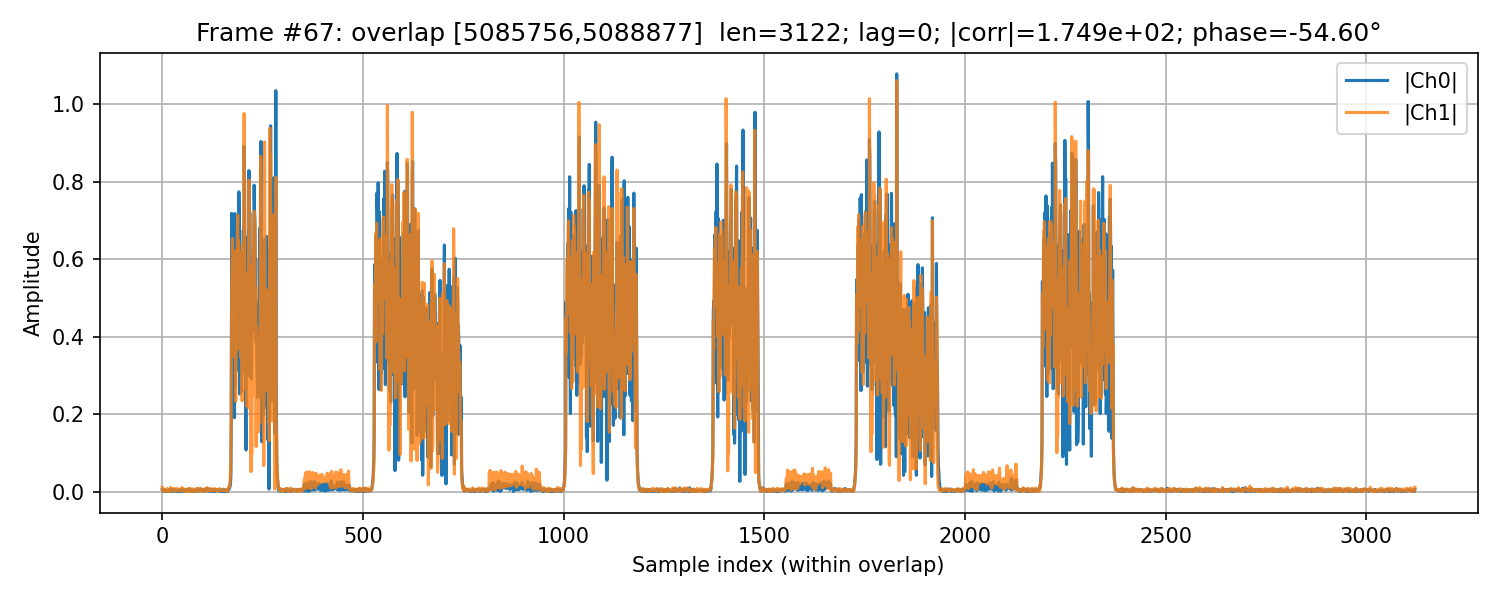 Frame #67: overlap [5085756,5088877]  len=3122; lag=0; |corr|=1.749e+02; phase=-54.60°
|Ch0|
|Ch1|
Amplitude
1.0
0.8
0.6
0.4
0.2
0.0
0 500 1000 1500 2000 2500 3000
Sample index (within overlap)